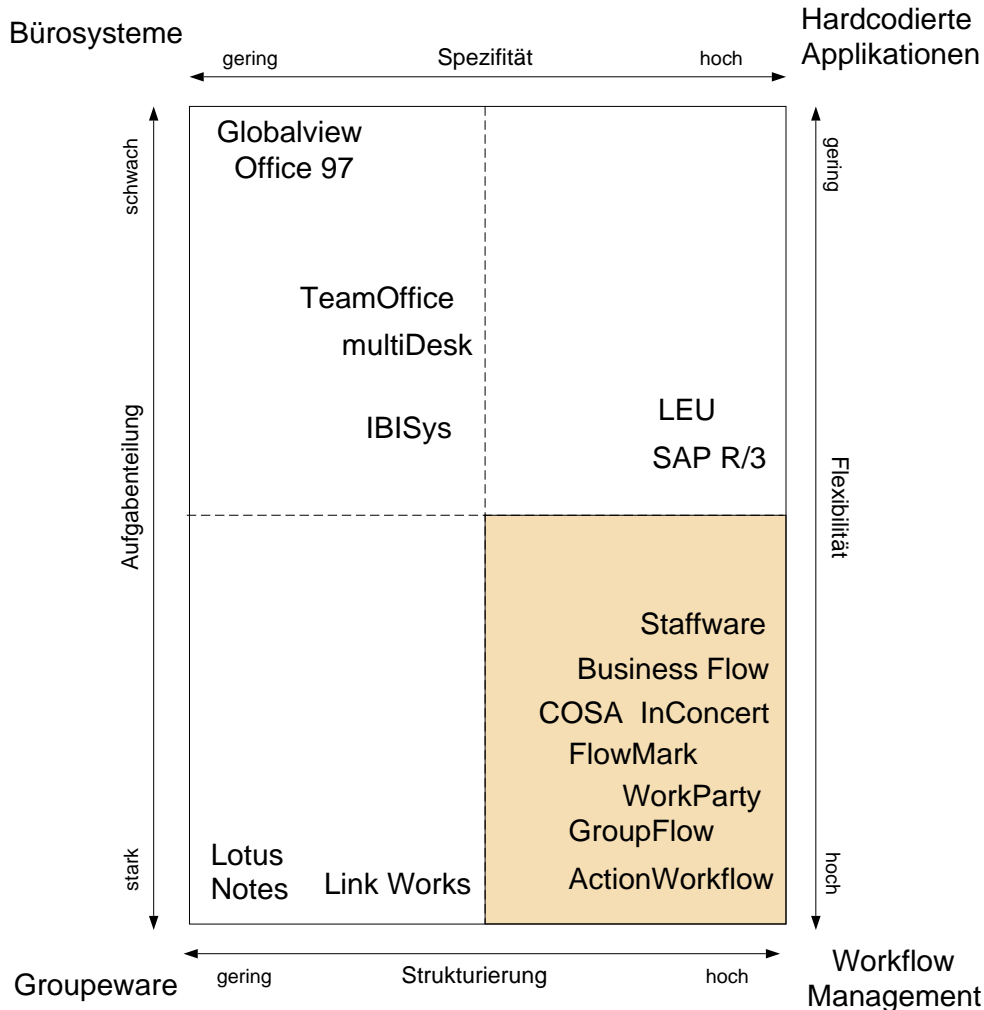 Bürosysteme
Hardcodierte
Applikationen
gering
Spezifität
hoch
schwach
Aufgabenteilung
stark
gering
Flexibilität
hoch
Globalview
Office 97
TeamOffice
multiDesk
IBISys
LEU
SAP R/3
Staffware
Business Flow
COSA InConcert
FlowMark
WorkParty
GroupFlow
ActionWorkflow
Lotus
Notes
Link Works
Groupeware
gering
Strukturierung
hoch
Workflow
Management